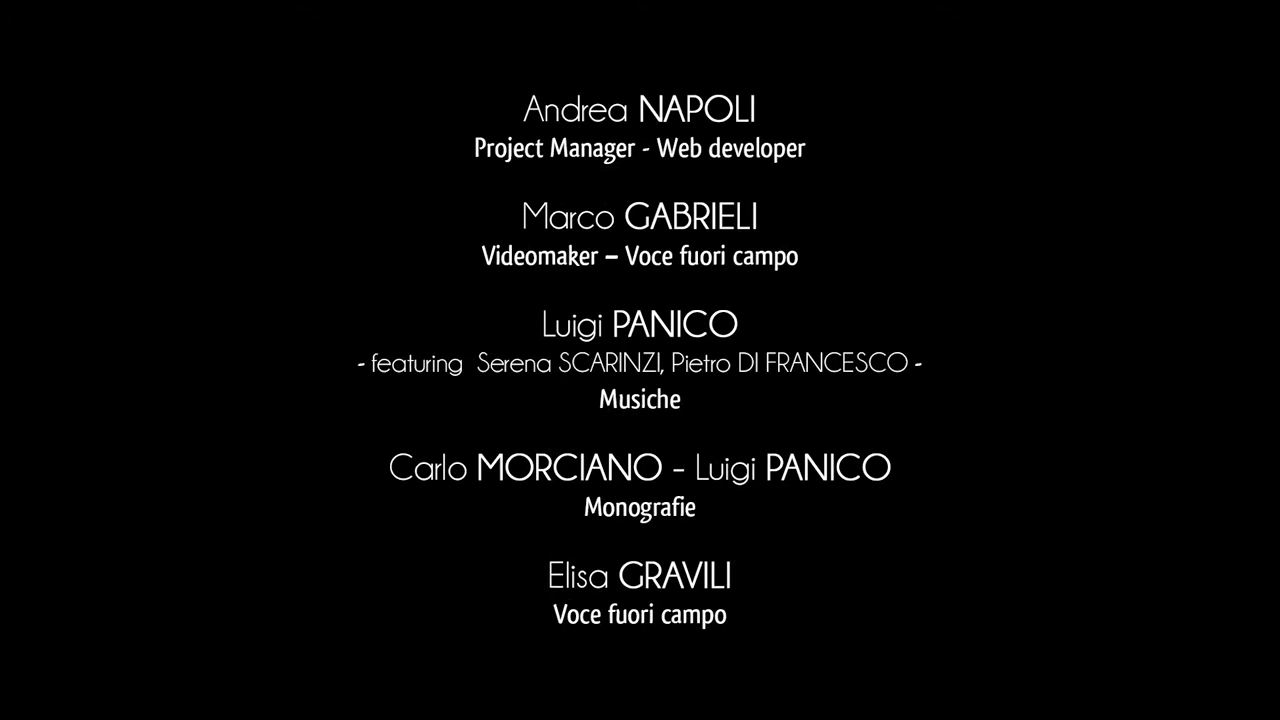 Andrea NAPOLI
Project Manager - Web developer
Marco GABRIELI
Videomaker – Voce fuori campo
Luigi PANICO
- featuring  Serena SCARINZI, Pietro DI FRANCESCO -
Musiche
Carlo MORCIANO - Luigi PANICO
Monografie
Elisa GRAVILI
Voce fuori campo